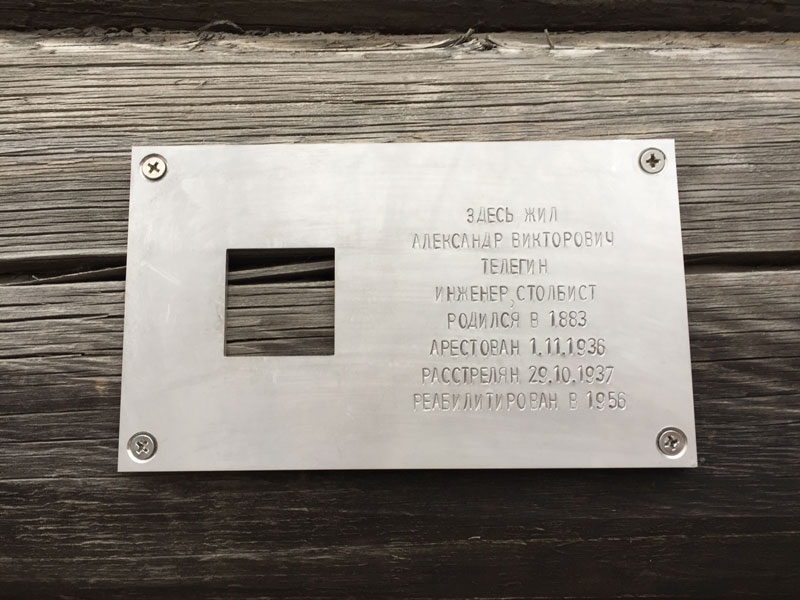 ЗДЕСЬ ЖИЛ
АЛЕКСАНДР ВИКТОРОВИЧ
ТЕЛЕГИН
ИНЖЕНЕР, СТОЛБИСТ
РОДИЛСЯ В 1883
АРЕСТОВАН 1.11.1936
РАССТРЕЛЯН 29.10.1937
РЕАБИЛИТИРОВАН В 1956